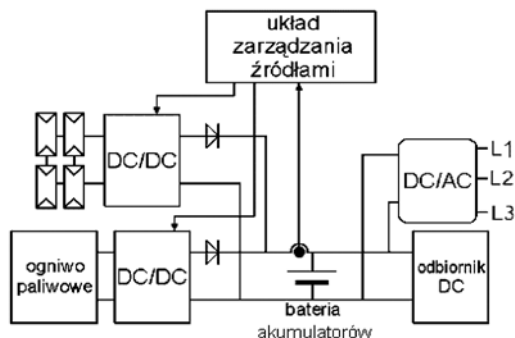 układ
zarządzania
źródłami
DC/DC
DC/AC
L1
L2
L3
ogniwo
paliwowe
DC/DC
odbiornik
DC
bateria
akumulatorów